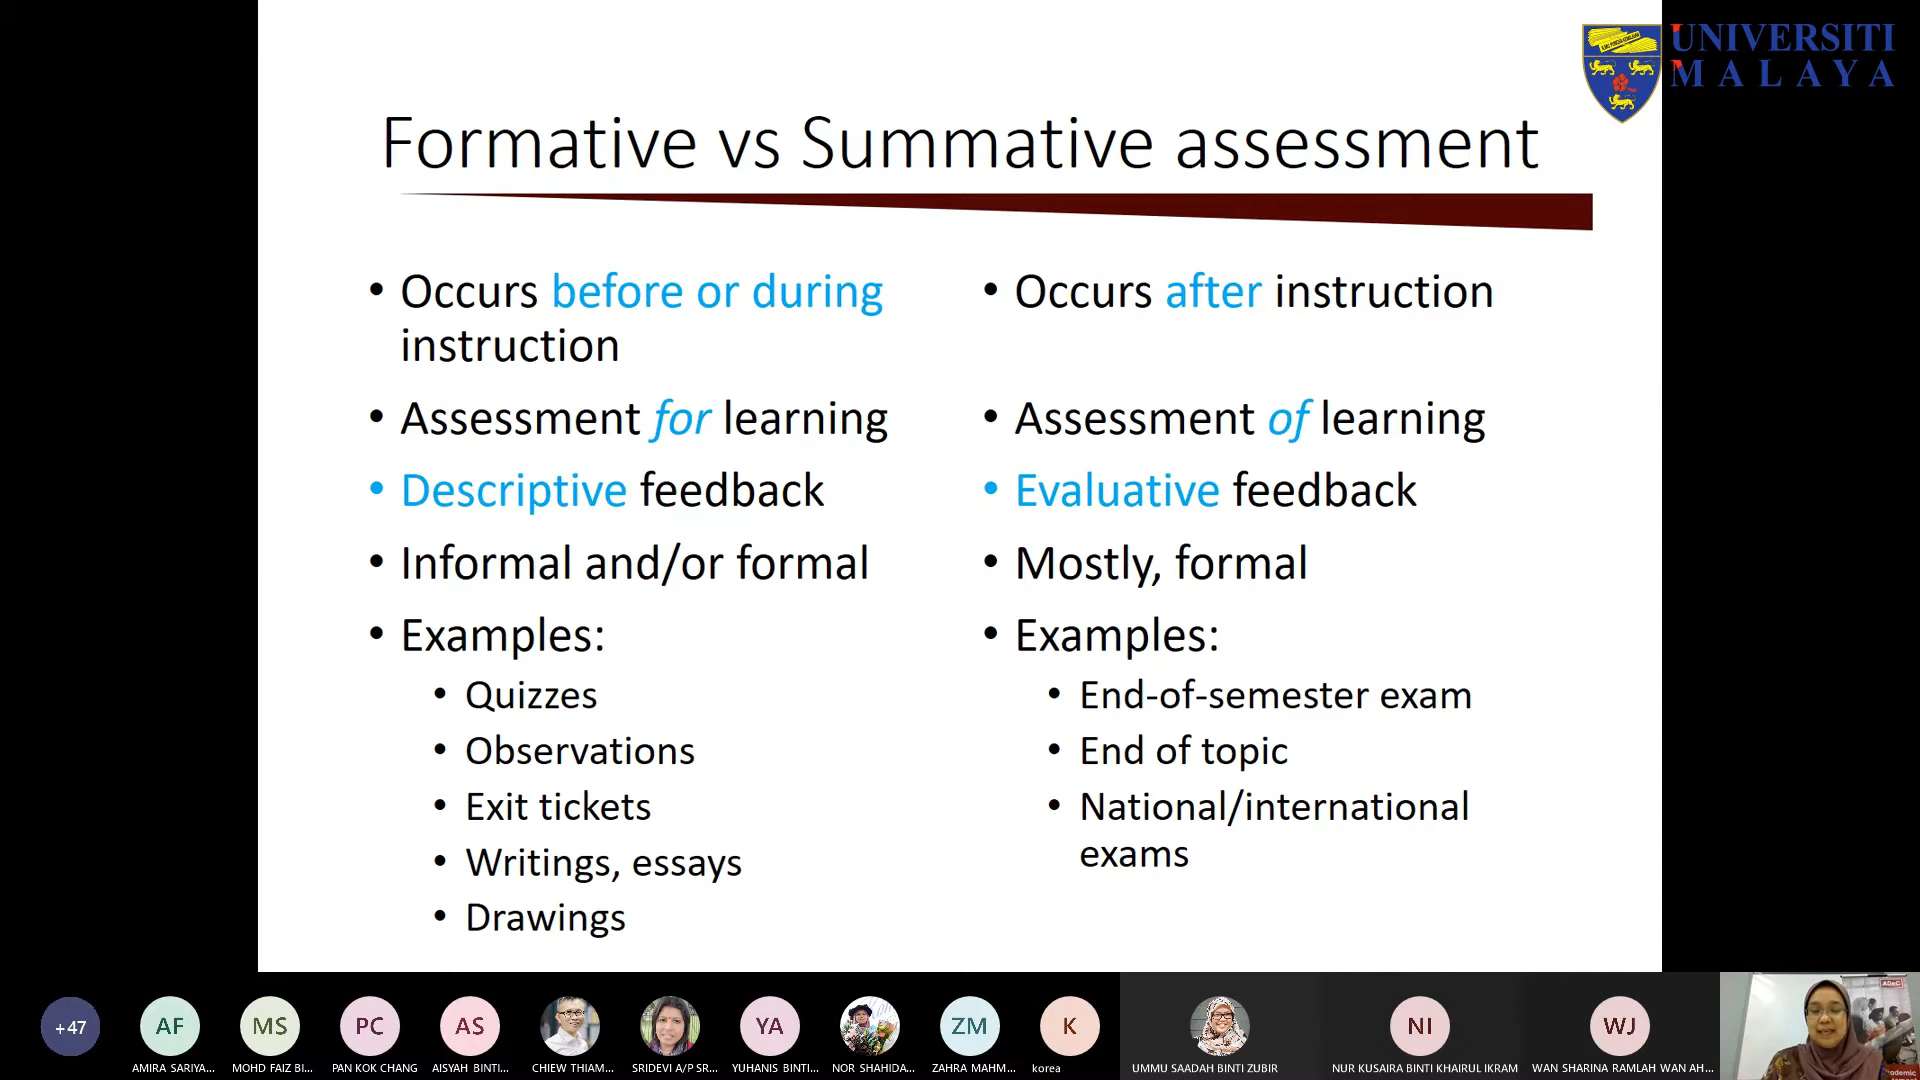 UNIVERSITI
MALAYA
Formative vs Summative assessment
• Occurs before or during
instruction
• Assessment for learning
• Descriptive feedback
• Informal and/or formal
• Examples:
• Quizzes
• Observations
• Exit tickets
• Writings, essays
• Drawings
• Occurs after instruction
• Assessment of learning
• Evaluative feedback
• Mostly, formal
• Examples:
• End-of-semester exam
• End of topic
• National/international
exams
+47
AF
MS
PC
AS
YA
ZM
K
NI
WJ
AMIRA SARIYA...
MOHD FAIZ BI...
PAN KOK CHANG
AISYAH BINTI...
CHIEW THIAM...
SRIDEVI A/P SR...
YUHANIS BINTI...
NOR SHAHIDA...
ZAHRA MAHM...
korea
UMMU SAADAH BINTI ZUBIR
NUR KUSAIRA BINTI KHAIRUL IKRAM
WAN SHARINA RAMLAH WAN AH...
ADeC